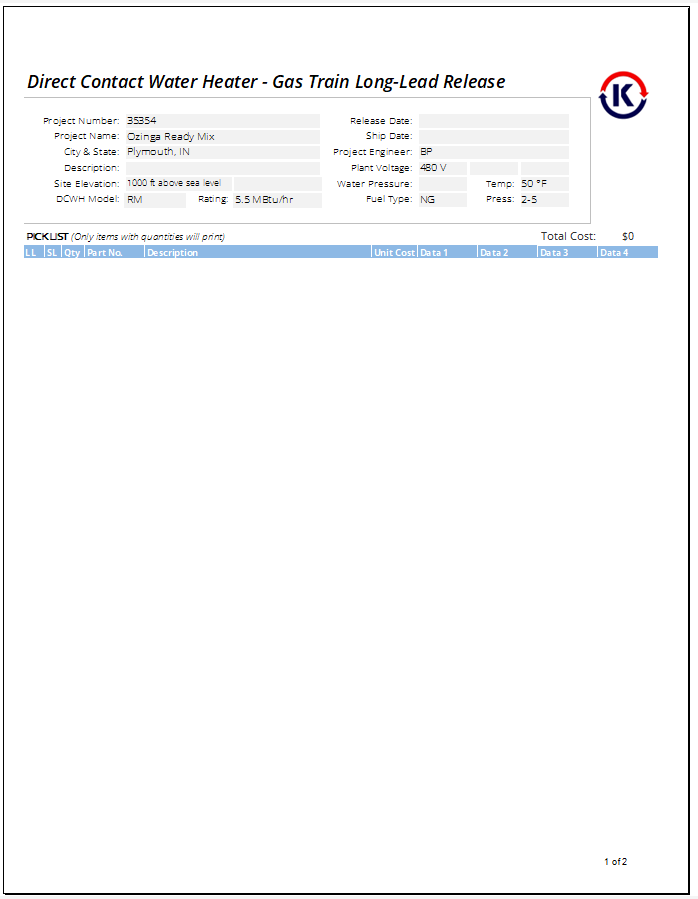 Direct Contact Water Heater - Gas Train Long-Lead Release
K
Project Number: 35354 Release Date:
Project Name: Ozinga Ready Mix Ship Date:
City & State: Plymouth, IN Project Engineer: BP
Description: Plant Voltage: 480 V
Site Elevation: 1000 ft above sea level Water Pressure: Temp: 50 °F
DCWH Model: RM Rating: 5.5 MBtu/hr Fuel Type: NG Press: 2-5
PICKLIST (Only items with quantities will print) Total Cost: $0
LL SL Qty Part No. Description Unit Cost Data 1 Data 2 Data 3 Data 4
1 of 2